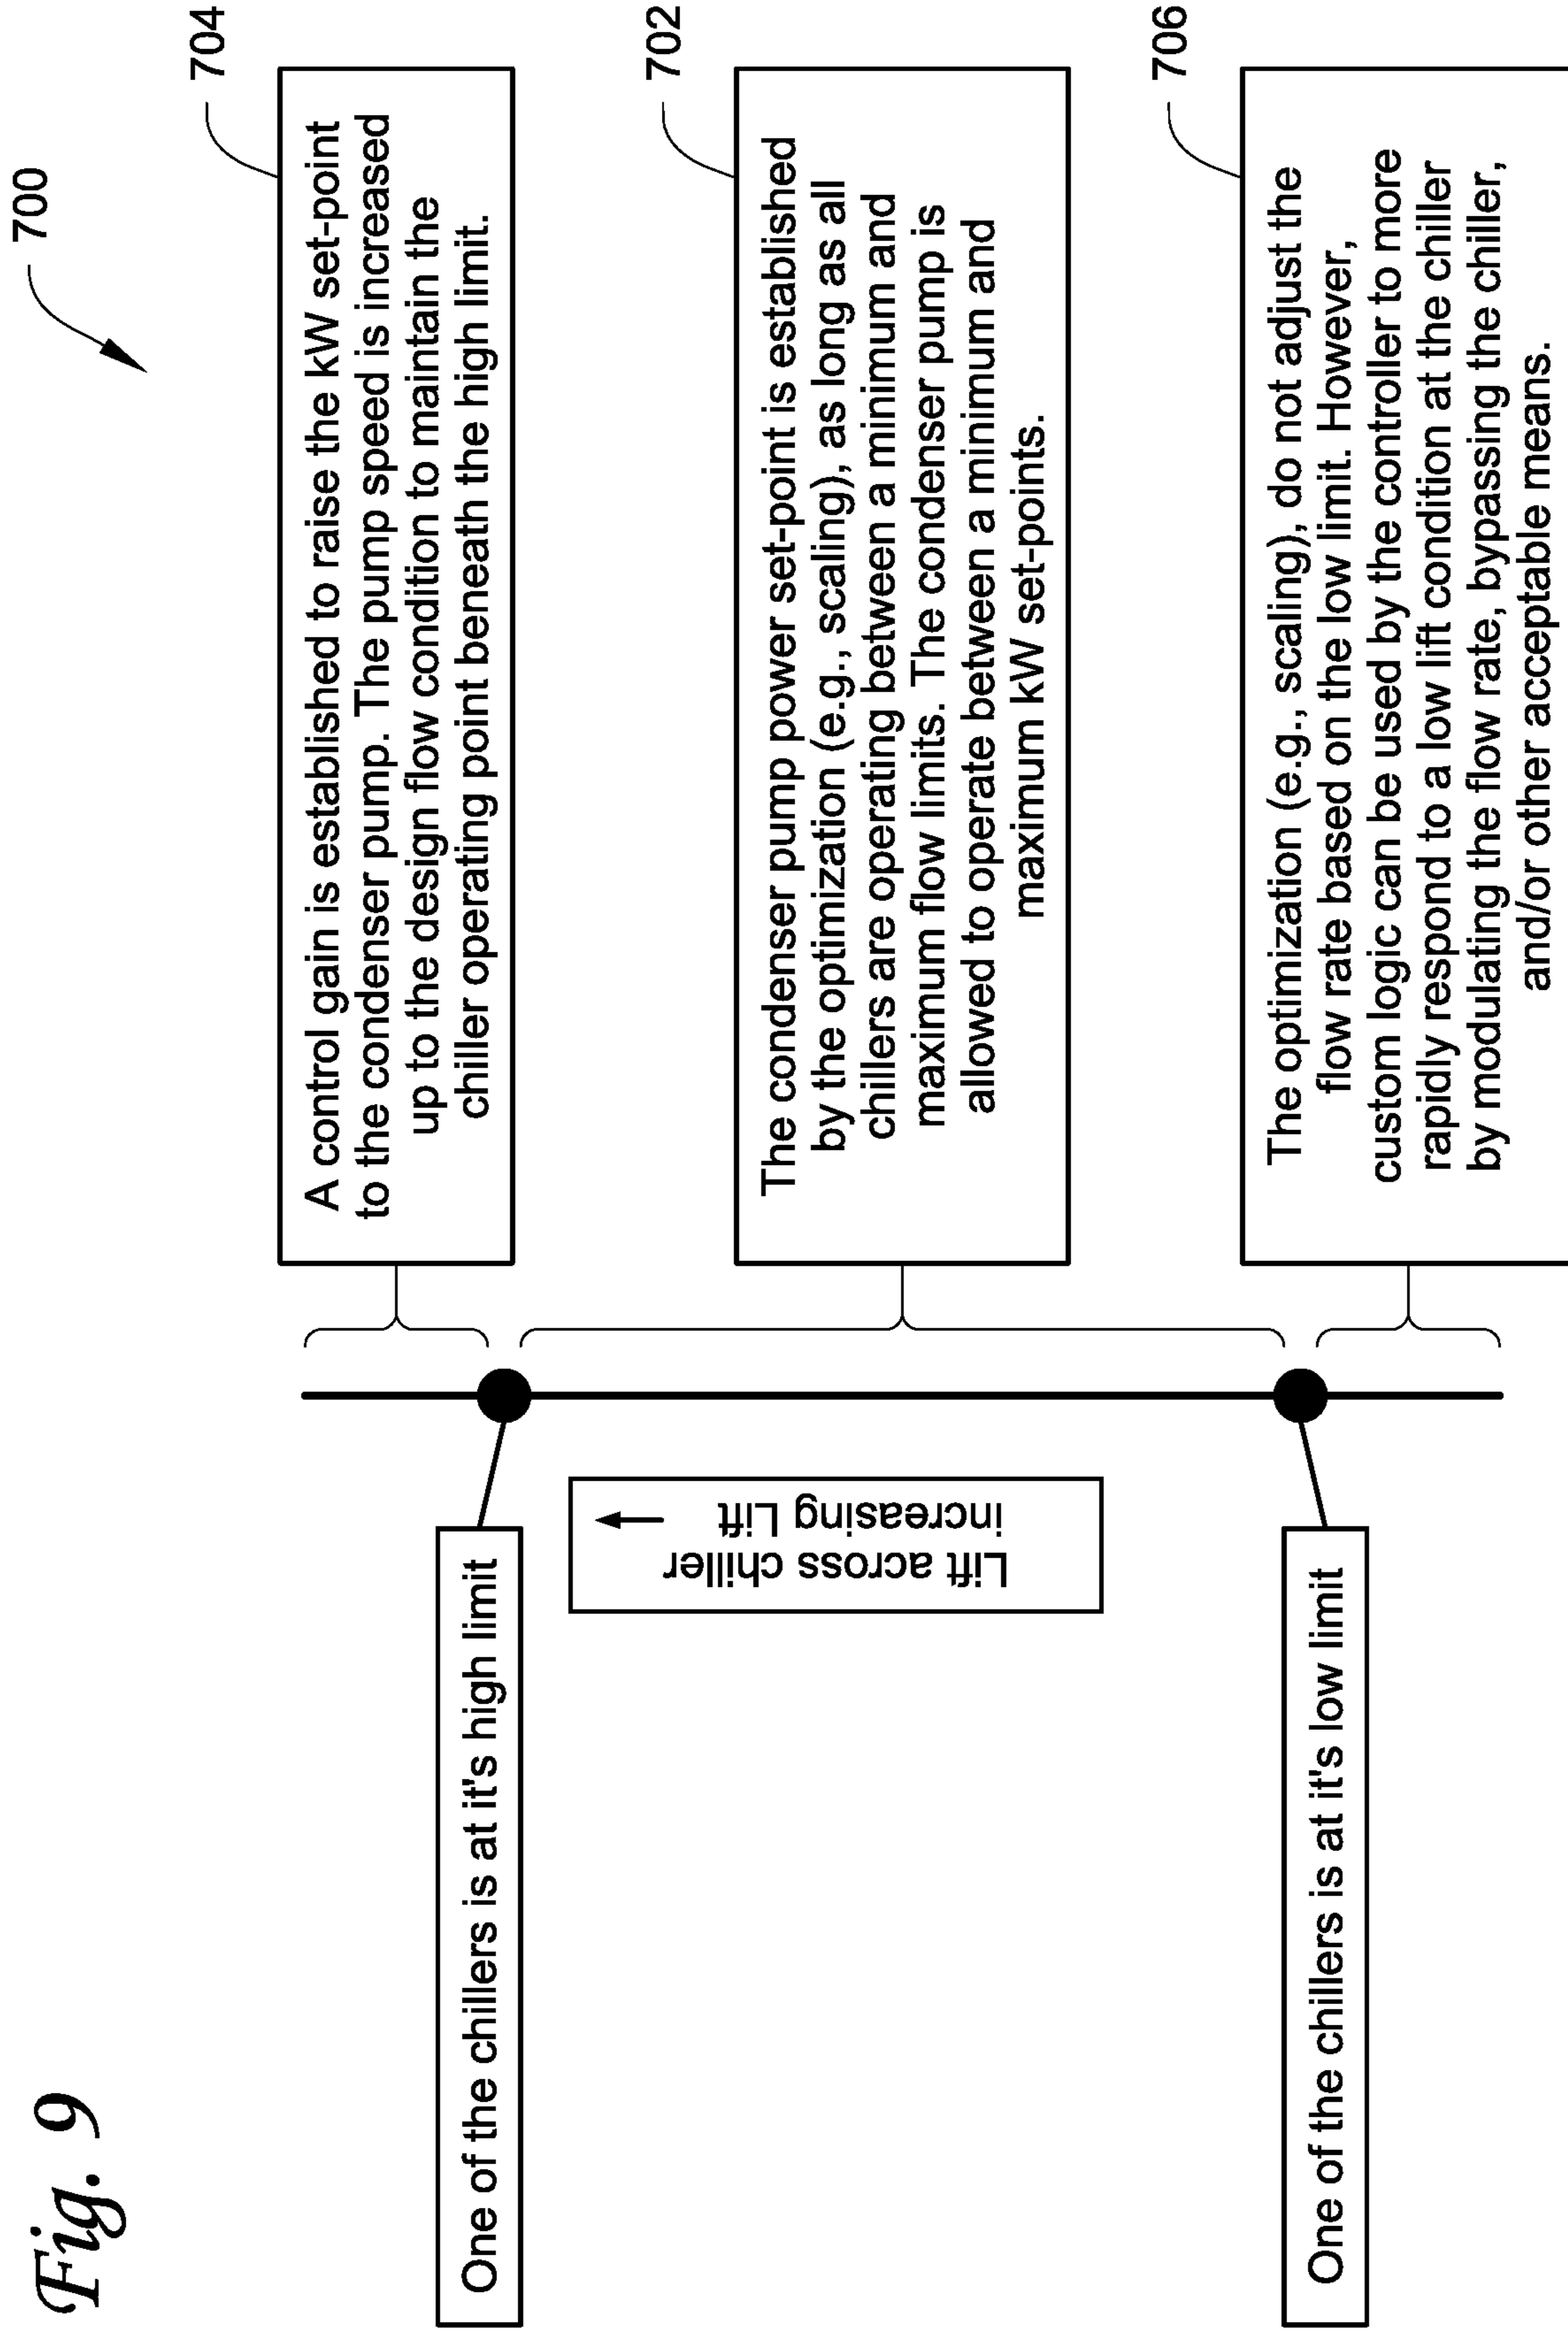 Fig. 9
700
704
A control gain is established to raise the kW set-point
to the condenser pump. The pump speed is increased
up to the design flow condition to maintain the
chiller operating point beneath the high limit.
One of the chillers is at it's high limit
702
The condenser pump power set-point is established
by the optimization (e.g., scaling), as long as all
chillers are operating between a minimum and
maximum flow limits. The condenser pump is
allowed to operate between a minimum and
maximum kW set-points.
Lift across chiller
increasing Lift
706
The optimization (e.g., scaling), do not adjust the
flow rate based on the low limit. However,
custom logic can be used by the controller to more
rapidly respond to a low lift condition at the chiller
by modulating the flow rate, bypassing the chiller,
and/or other acceptable means.
One of the chillers is at it's low limit